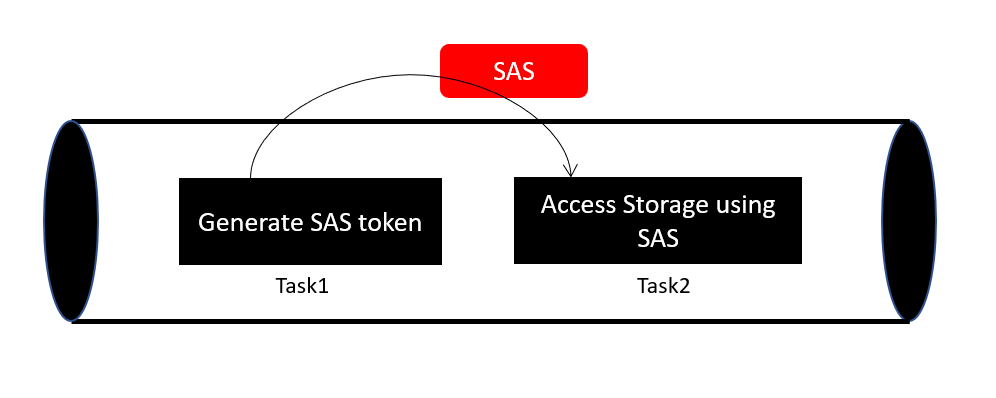 SAS
Generate SAS token
Access Storage using
SAS
Task1
Task2